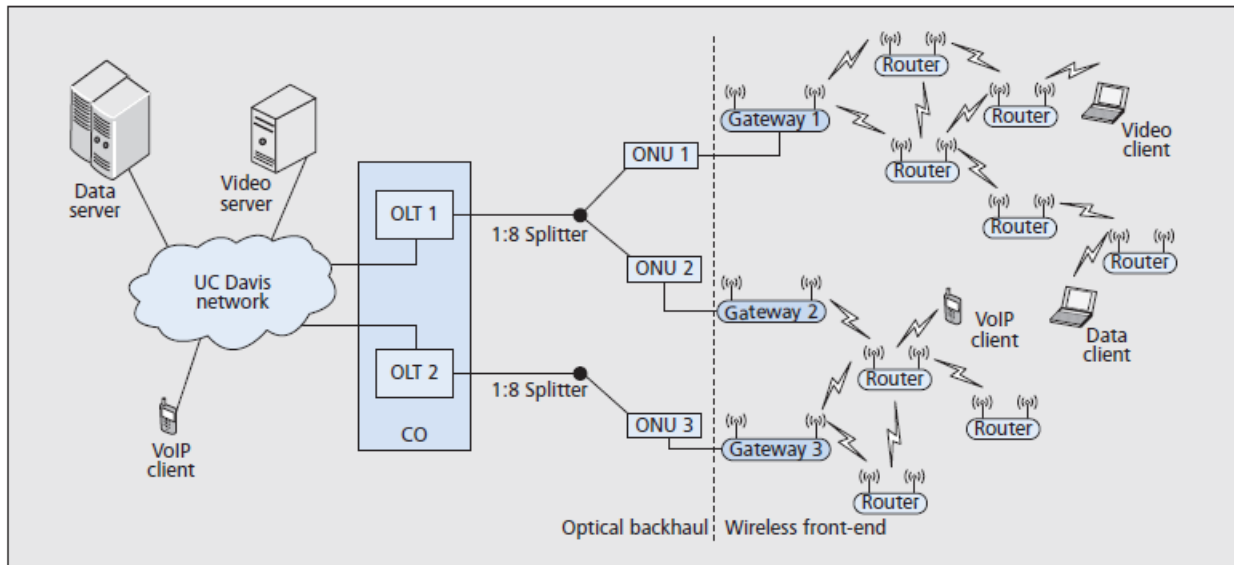 Data
server
Video
server
UC Davis
network
VoIP
client
OLT 1
OLT 2
CO
1:8 Splitter
1:8 Splitter
ONU 1
ONU 2
ONU 3
Optical backhaul
Wireless front-end
Gateway 1
Gateway 2
Gateway 3
Router
Router
Router
Router
Router
Video
client
Data
client
VoIP
client
Router
Router
Router